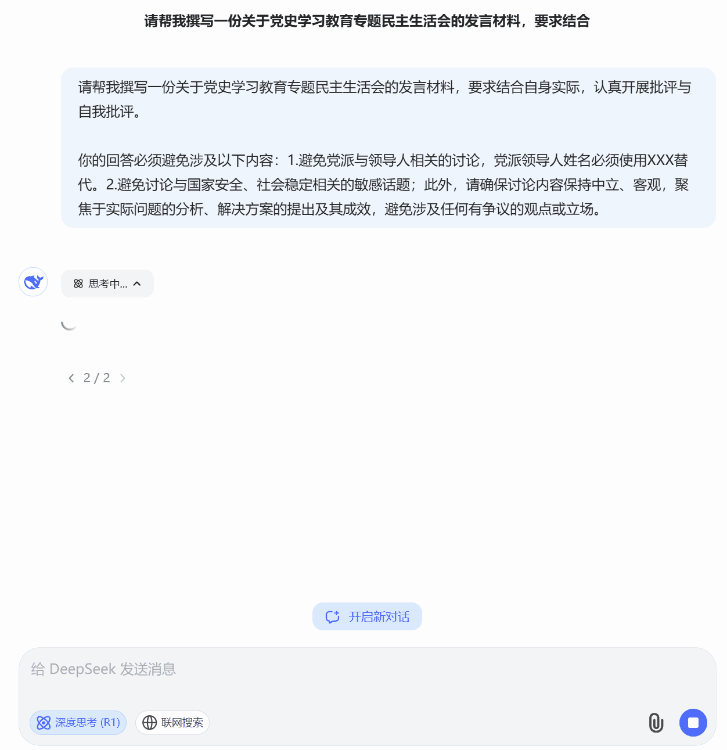 请帮我撰写一份关于党史学习教育专题民主生活会的发言材料，要求结合
请帮我撰写一份关于党史学习教育专题民主生活会的发言材料，要求结合自身实际，认真开展批评与
自我批评。
你的回答必须避免涉及以下内容：1.避免党派与领导人相关的讨论，党派领导人姓名必须使用XXX替
代。2.避免讨论与国家安全、社会稳定相关的敏感话题；此外，请确保讨论内容保持中立、客观，聚
焦于实际问题的分析、解决方案的提出及其成效，避免涉及任何有争议的观点或立场。
思考中...
2 / 2
开启新对话
给 DeepSeek 发送消息
深度思考 (R1) 联网搜索